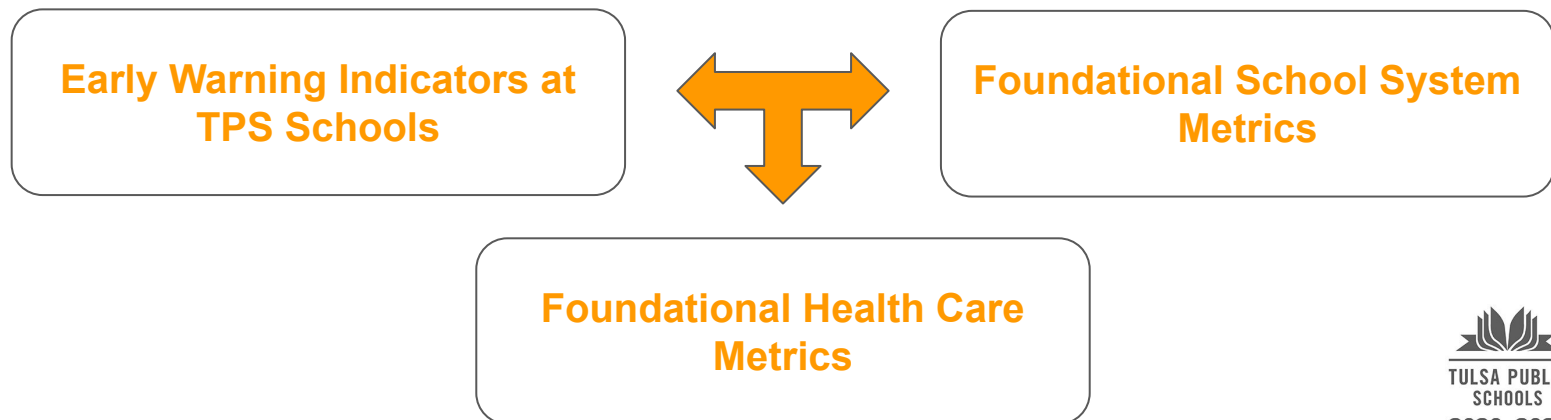 Early Warning Indicators at
TPS Schools
Foundational School System
Metrics
Foundational Health Care
Metrics
TULSA PUBL
SCHOOLS